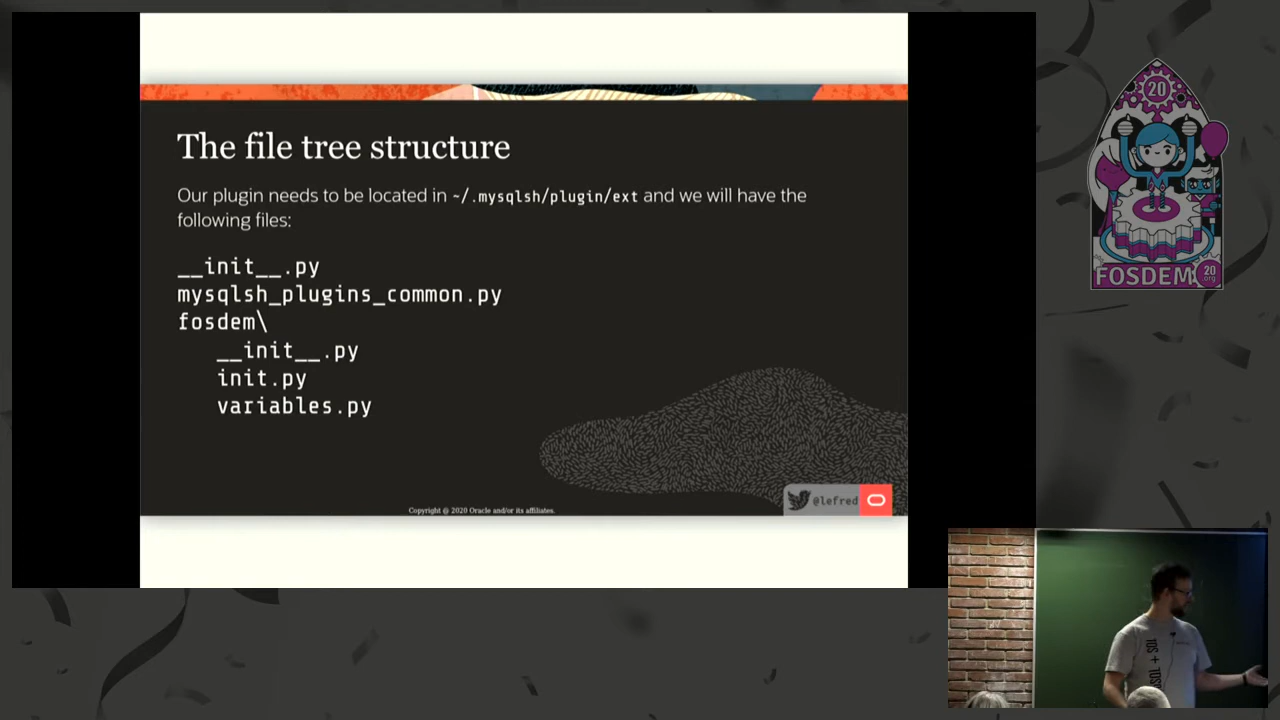 The file tree structure
Our plugin needs to be located in ~/.mysqlsh/plugin/ext and we will have the
following files:
__init__.py
mysqlsh_plugins_common.py
fosdem\
__init__.py
init.py
variables.py
@lefred
Copyright @ 2020 Oracle and/or its affiliates.
20
FOSDEM
20
.org